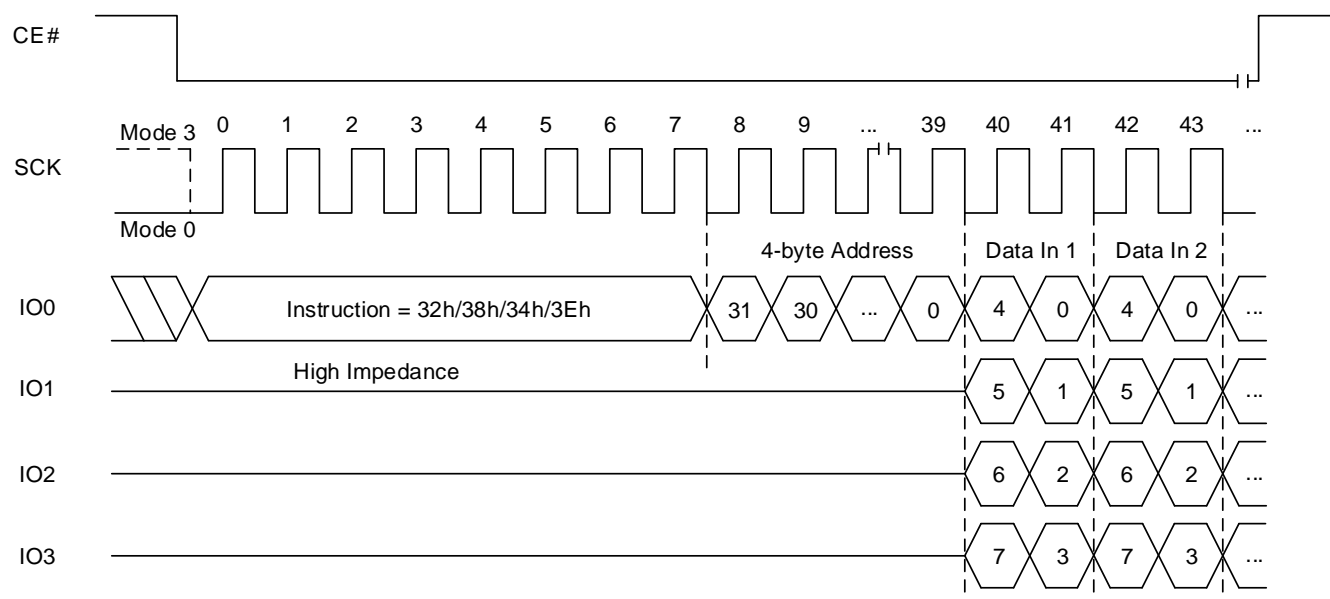 CE#
Mode 3 0 1 2 3 4 5 6 7 8 9 ... 39 40 41 42 43 ...
SCK
Mode 0
4-byte Address Data In 1 Data In 2
IO0 Instruction = 32h/38h/34h/3Eh 31 30 ... 0 4 0 4 0 ...
High Impedance
IO1 5 1 5 1 ...
IO2 6 2 6 2 ...
IO3 7 3 7 3 ...